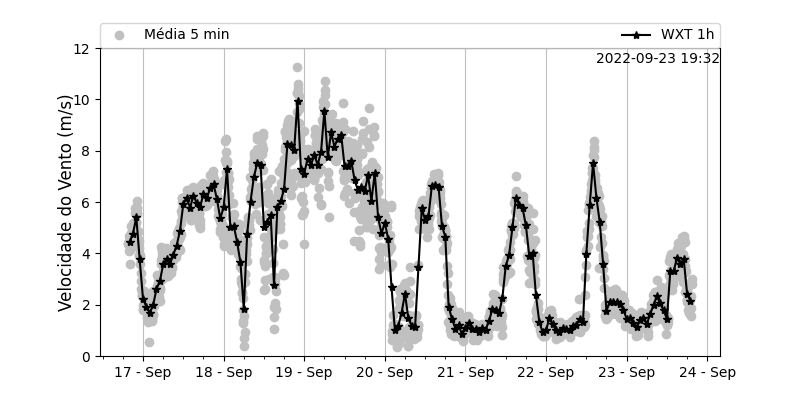 Média 5 min
WXT 1h
2022-09-23 19:32
Velocidade do Vento (m/s)
12
10
8
6
4
2
0
17 - Sep
18 - Sep
19 - Sep
20 - Sep
21 - Sep
22 - Sep
23 - Sep
24 - Sep